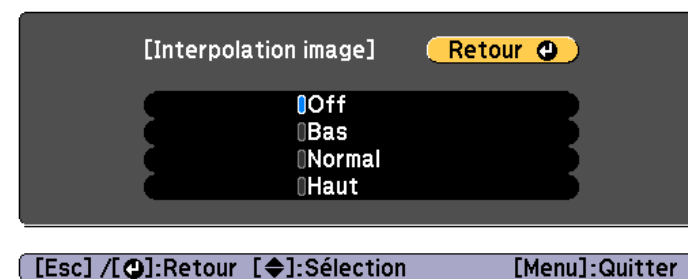 [Interpolation image] Retour
Off
Bas
Normal
Haut
[Esc] /[⏎]:Retour [◆]:Sélection [Menu]:Quitter